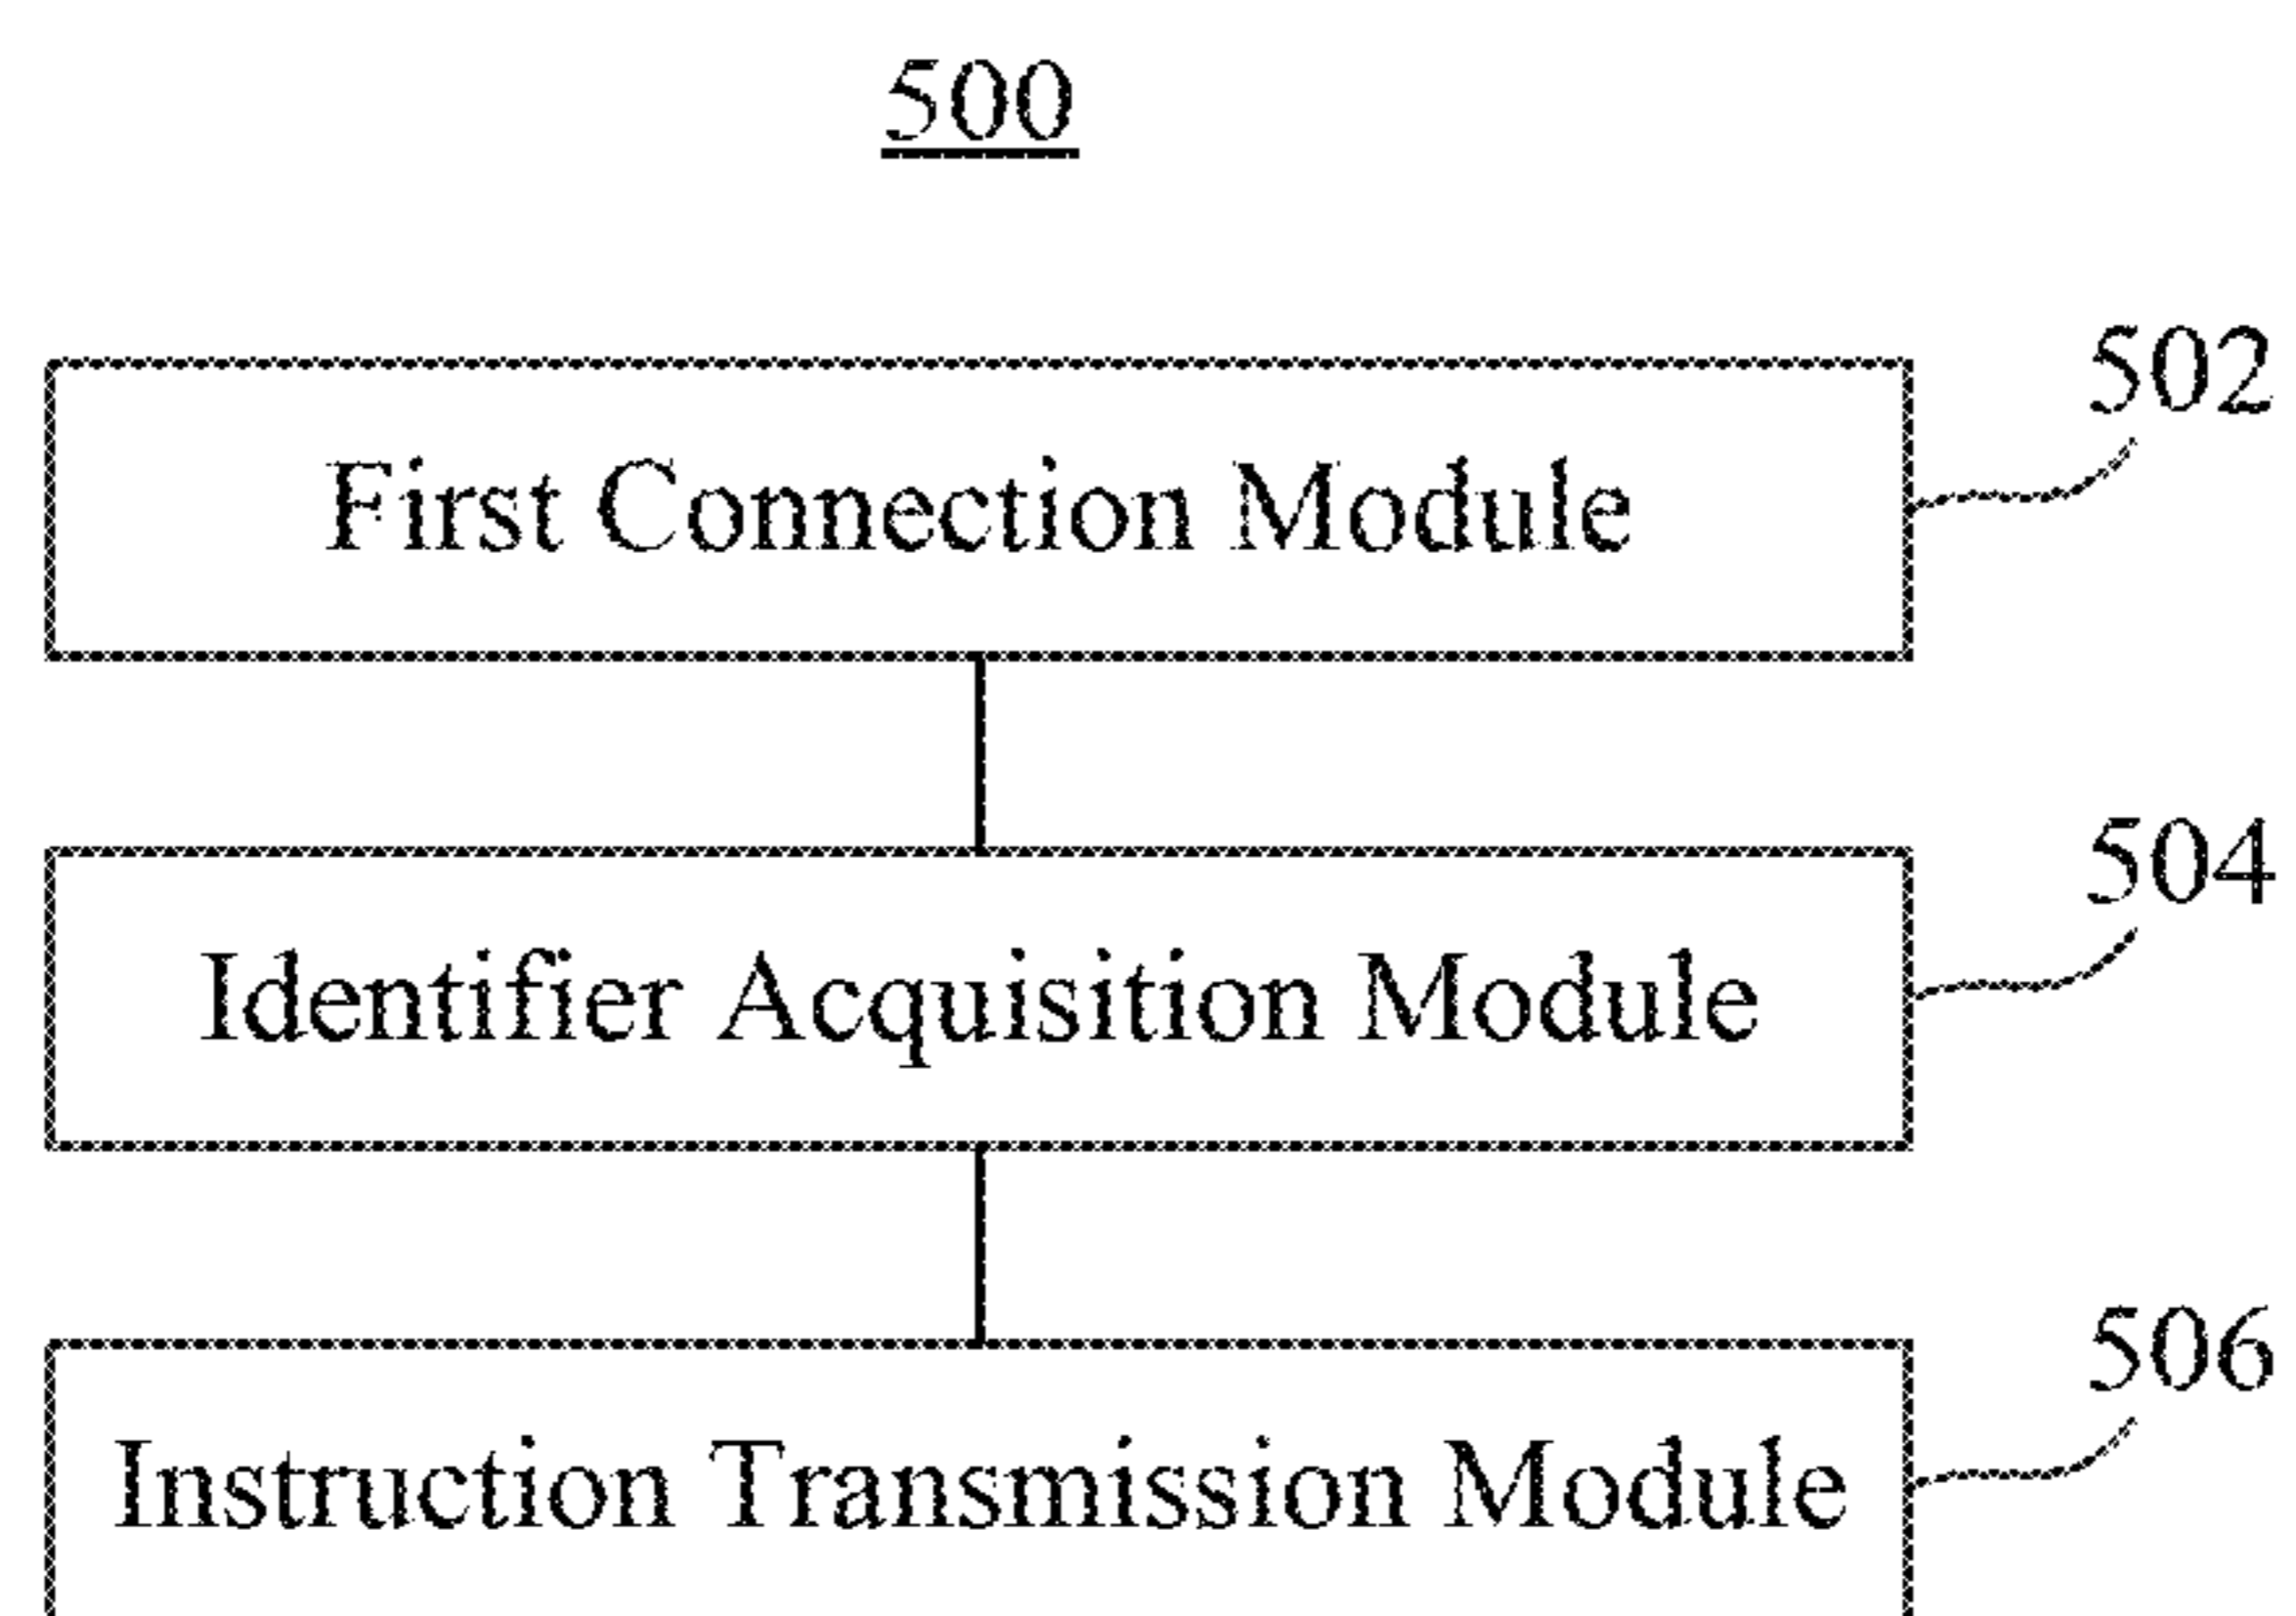 500
502
First Connection Module
504
Identifier Acquisition Module
506
Instruction Transmission Module